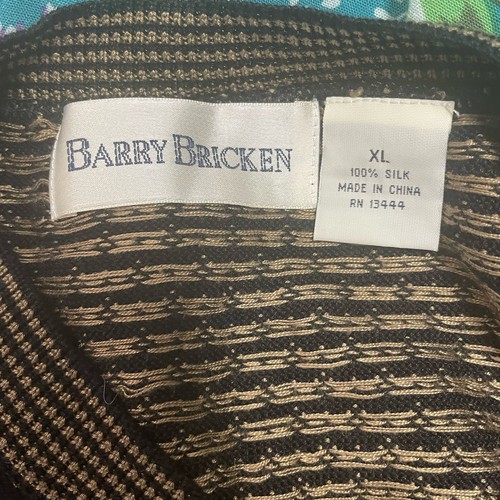 BARRY BRICKEN
XL
100% SILK
MADE IN CHINA
RN 13444